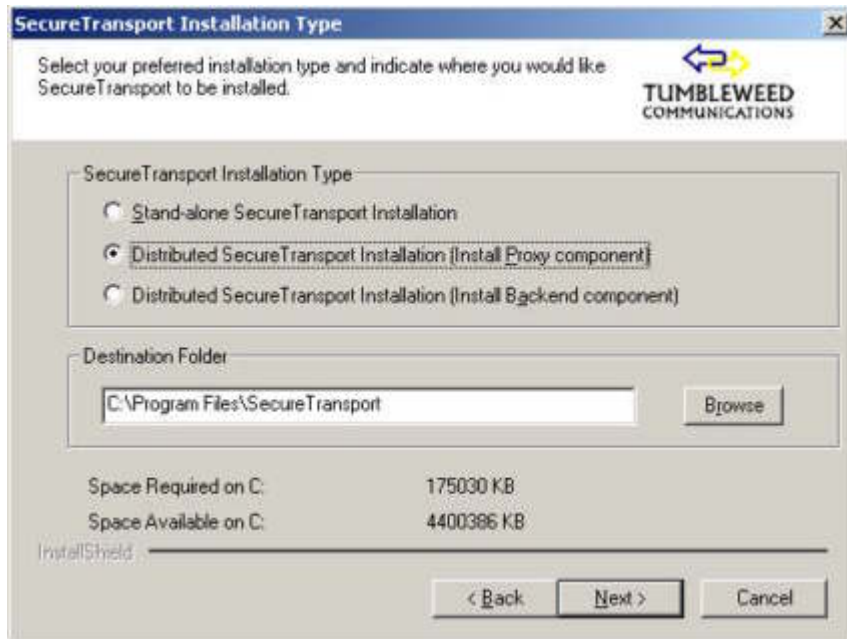 SecureTransport Installation Type
Select your preferred installation type and indicate where you would like
SecureTransport to be installed.
TUMBLEWEED
COMMUNICATIONS
SecureTransport Installation Type
Stand-alone SecureTransport Installation
Distributed SecureTransport Installation (Install Proxy component)
Distributed SecureTransport Installation (Install Backend component)
Destination Folder
C:\Program Files\SecureTransport
Browse
Space Required on C: 175030 KB
Space Available on C: 4400386 KB
InstallShield
< Back Next > Cancel